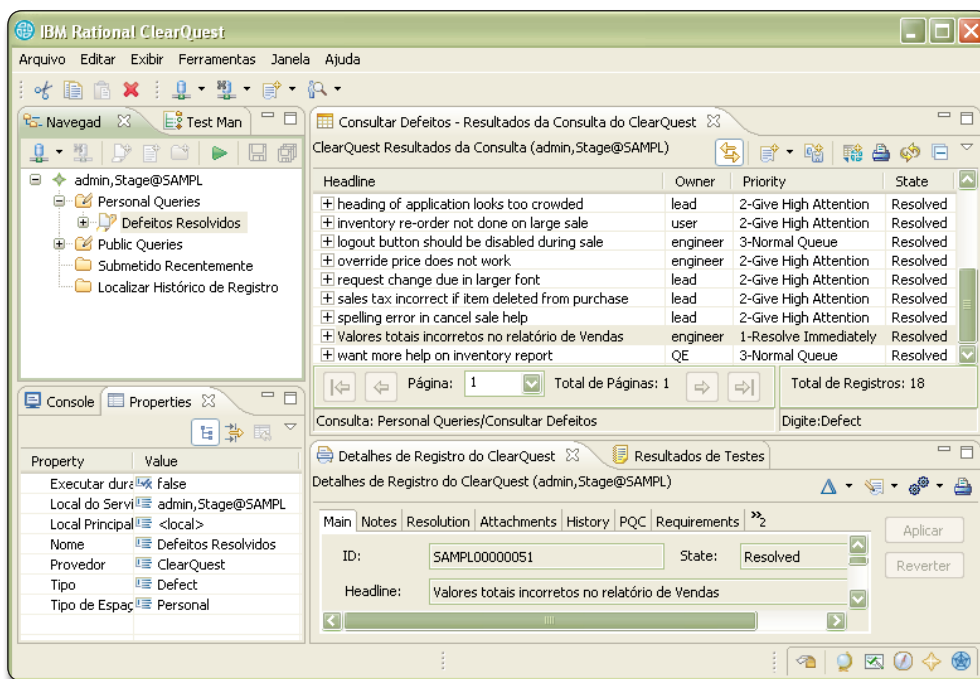 IBM Rational ClearQuest
Arquivo Editar Exibir Ferramentas Janela Ajuda
Navegad Test Man
admin,Stage@SAMPL
Personal Queries
Defeitos Resolvidos
Public Queries
Submetido Recentemente
Localizar Histórico de Registro
Consultar Defeitos - Resultados da Consulta do ClearQuest
ClearQuest Resultados da Consulta (admin,Stage@SAMPL)
Headline Owner Priority State
heading of application looks too crowded lead 2-Give High Attention Resolved
inventory re-order not done on large sale user 2-Give High Attention Resolved
logout button should be disabled during sale engineer 3-Normal Queue Resolved
override price does not work engineer 2-Give High Attention Resolved
request change due in larger font lead 2-Give High Attention Resolved
sales tax incorrect if item deleted from purchase lead 2-Give High Attention Resolved
spelling error in cancel sale help lead 2-Give High Attention Resolved
Valores totais incorretos no relatório de Vendas engineer 1-Resolve Immediately Resolved
want more help on inventory report QE 3-Normal Queue Resolved
Página: 1 Total de Páginas: 1 Total de Registros: 18
Consulta: Personal Queries/Consultar Defeitos Digite:Defect
Console Properties
Property Value
Executar dura false
Local do Servi admin,Stage@SAMPL
Local Principal <local>
Nome Defeitos Resolvidos
Provedor ClearQuest
Tipo Defect
Tipo de Espaç Personal
Detalhes de Registro do ClearQuest Resultados de Testes
Detalhes de Registro do ClearQuest (admin,Stage@SAMPL)
Main Notes Resolution Attachments History PQC Requirements »2
Aplicar
Reverter
ID: SAMPL00000051 State: Resolved
Headline: Valores totais incorretos no relatório de Vendas